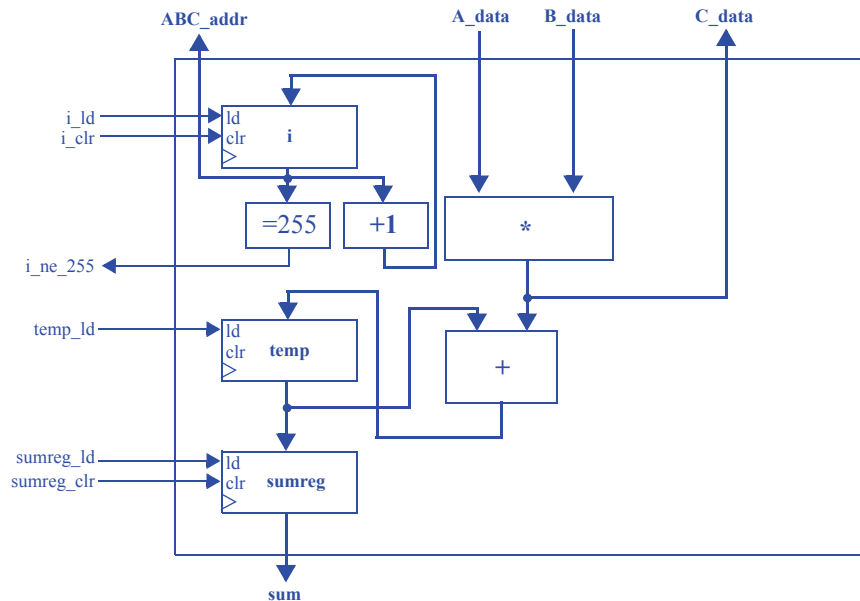 ABC_addr
A_data
B_data
C_data
i_ld
i_clr
ld
clr
i
=255
+1
*
i_ne_255
temp_ld
ld
clr
temp
+
sumreg_ld
sumreg_clr
ld
clr
sumreg
sum